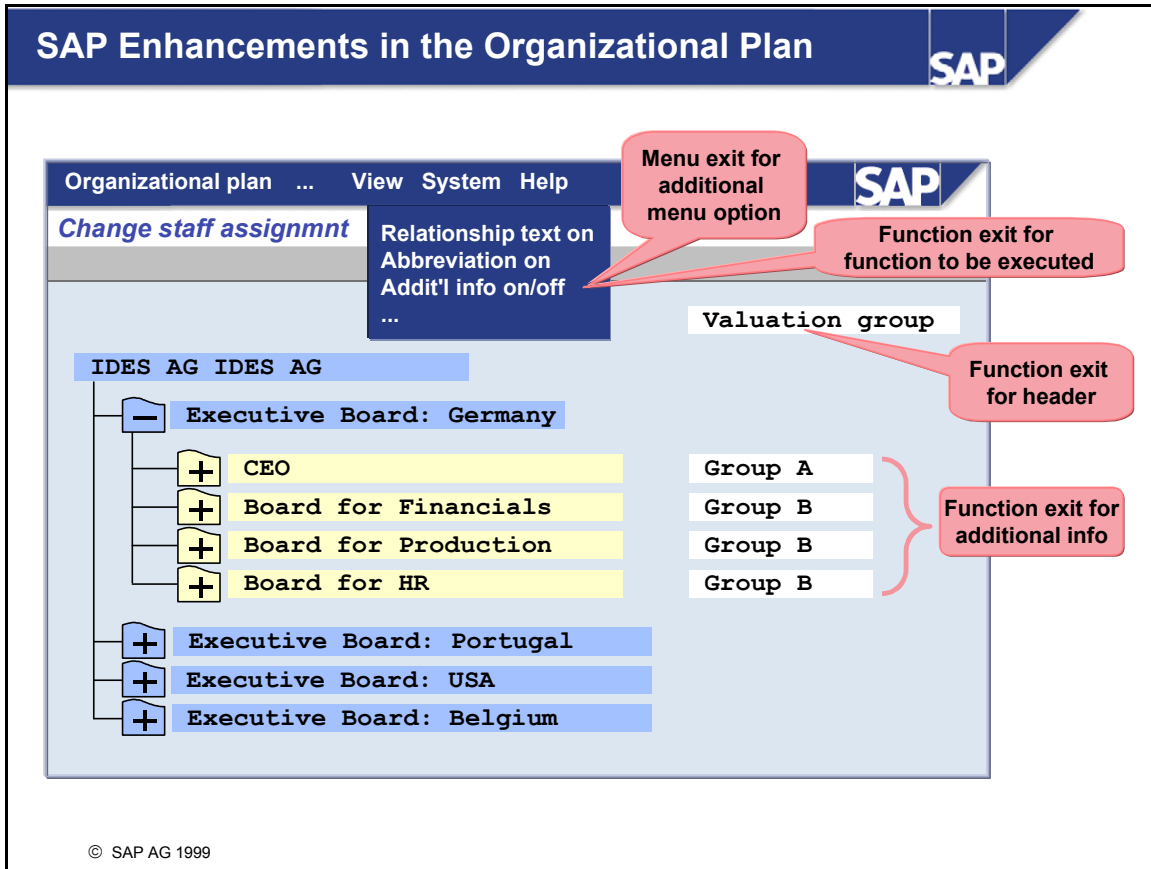 SAP Enhancements in the Organizational Plan
SAP
Organizational plan ... View System Help
SAP
Menu exit for
additional
menu option
Change staff assignmnt
Relationship text on
Abbreviation on
Addit'l info on/off
...
Function exit for
function to be executed
Valuation group
Function exit
for header
IDES AG IDES AG
Executive Board: Germany
CEO Group A
Board for Financials Group B
Board for Production Group B
Board for HR Group B
Function exit for
additional info
Executive Board: Portugal
Executive Board: USA
Executive Board: Belgium
© SAP AG 1999